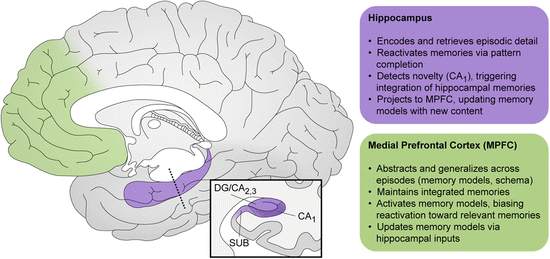 Hippocampus
• Encodes and retrieves episodic detail
• Reactivates memories via pattern
completion
• Detects novelty (CA1), triggering
integration of hippocampal memories
• Projects to MPFC, updating memory
models with new content
Medial Prefrontal Cortex (MPFC)
• Abstracts and generalizes across
episodes (memory models, schema)
• Maintains integrated memories
• Activates memory models, biasing
reactivation toward relevant memories
• Updates memory models via
hippocampal inputs
DG/CA2,3
CA1
SUB